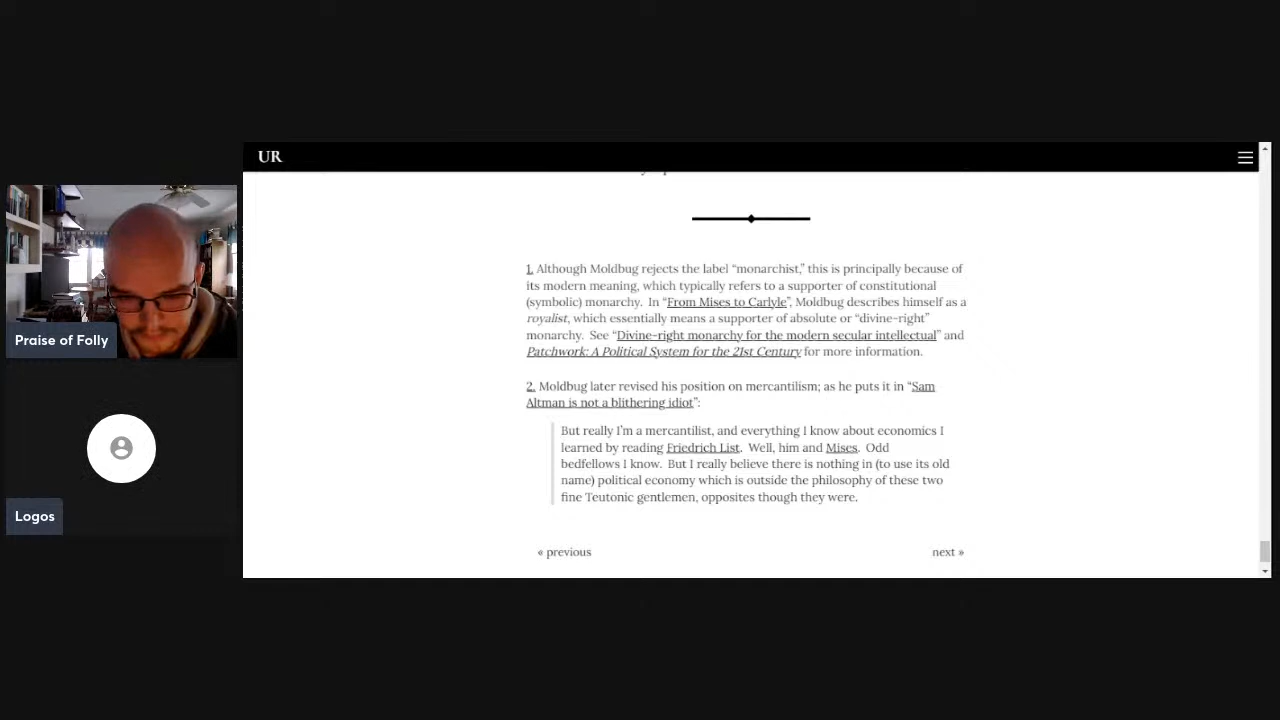 UR
1. Although Moldbug rejects the label “monarchist,” this is principally because of
its modern meaning, which typically refers to a supporter of constitutional
(symbolic) monarchy. In “From Mises to Carlyle”, Moldbug describes himself as a
royalist, which essentially means a supporter of absolute or “divine-right”
monarchy. See “Divine-right monarchy for the modern secular intellectual” and
Patchwork: A Political System for the 21st Century for more information.
2. Moldbug later revised his position on mercantilism; as he puts it in “Sam
Altman is not a blithering idiot”:
But really I’m a mercantilist, and everything I know about economics I
learned by reading Friedrich List. Well, him and Mises. Odd
bedfellows I know. But I really believe there is nothing in (to use its old
name) political economy which is outside the philosophy of these two
fine Teutonic gentlemen, opposites though they were.
« previous
next »
Praise of Folly
Logos